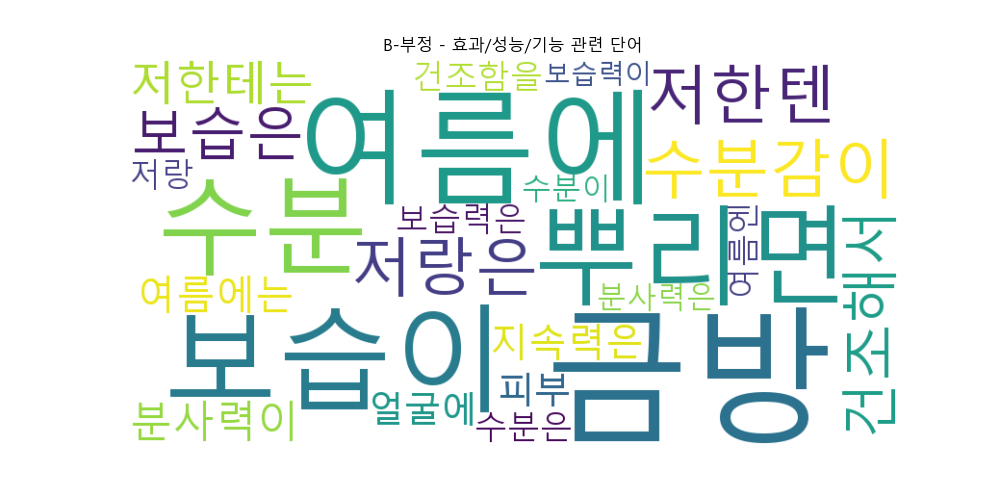 B-부정 - 효과/성능/기능 관련 단어
저한테는
건조함을
보습력이
저한텐
여름에
보습은
수분감이
저랑
수분이
수분
보습력은
뿌리면
여름엔
건조해서
저랑은
여름에는
분사력은
보습이
금방
지속력은
피부
얼굴에
분사력이
수분은